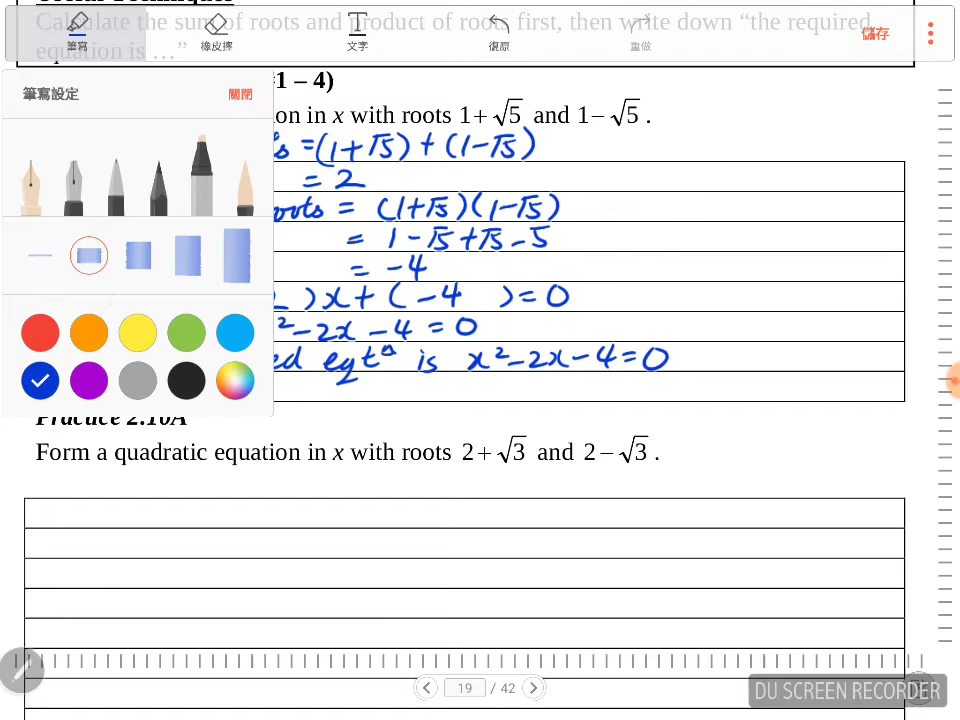 Calculate the sum of roots and product of roots first, then write down “the required
筆寫 橡皮擦 文字 復原 重做 儲存
equation is …”
筆寫設定 關閉
1 – 4)
ion in x with roots 1+√5 and 1−√5 .
=(1+√5)+(1-√5)
= 2
oots = (1+√5)(1-√5)
= 1-√5+√5-5
= -4
)x+( -4 )=0
²-2x-4=0
ed eqtⁿ is x²-2x-4=0
Practice 2.10A
Form a quadratic equation in x with roots 2+√3 and 2−√3 .
19 / 42
DU SCREEN RECORDER